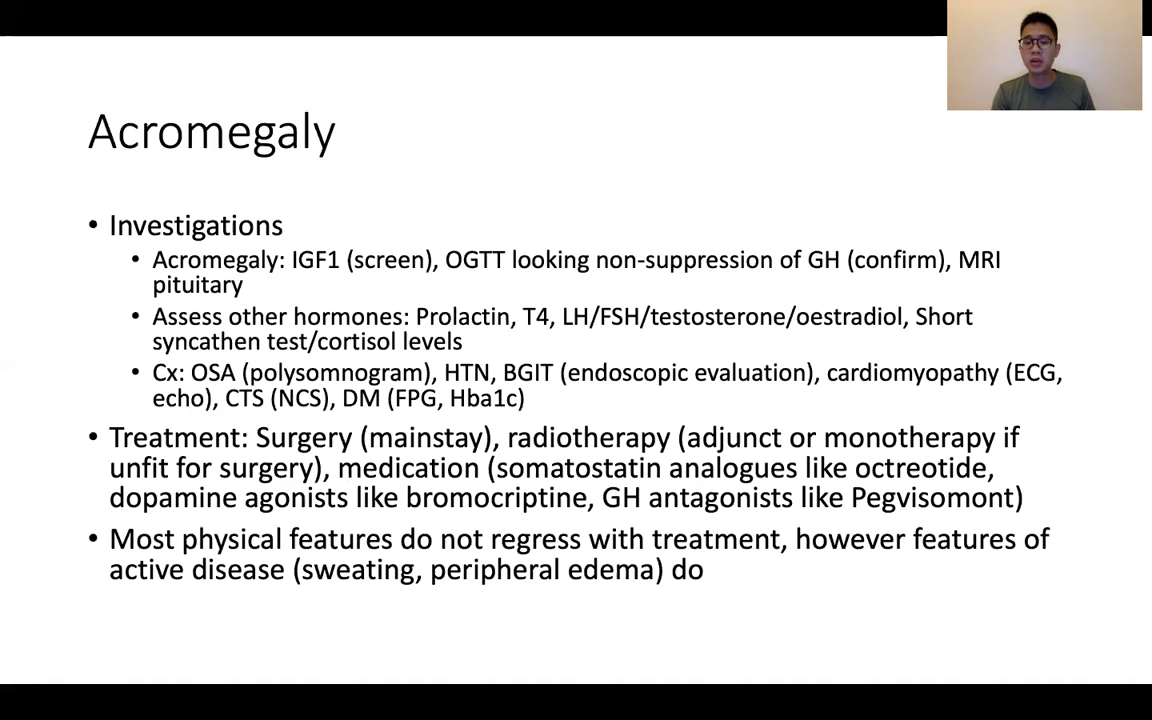 Acromegaly
• Investigations
• Acromegaly: IGF1 (screen), OGTT looking non-suppression of GH (confirm), MRI
pituitary
• Assess other hormones: Prolactin, T4, LH/FSH/testosterone/oestradiol, Short
syncathen test/cortisol levels
• Cx: OSA (polysomnogram), HTN, BGIT (endoscopic evaluation), cardiomyopathy (ECG,
echo), CTS (NCS), DM (FPG, Hba1c)
• Treatment: Surgery (mainstay), radiotherapy (adjunct or monotherapy if
unfit for surgery), medication (somatostatin analogues like octreotide,
dopamine agonists like bromocriptine, GH antagonists like Pegvisomont)
• Most physical features do not regress with treatment, however features of
active disease (sweating, peripheral edema) do